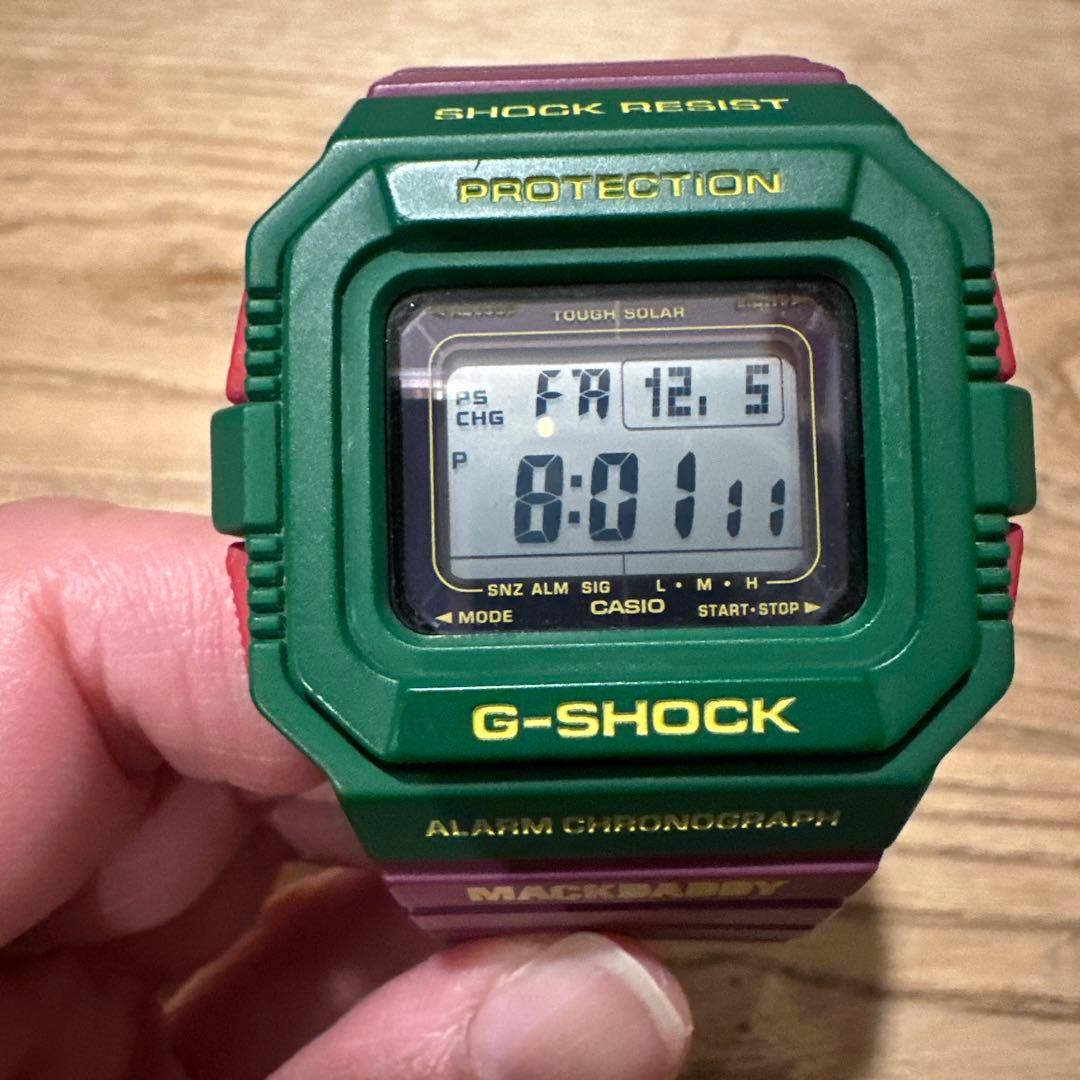 SHOCK RESIST
PROTECTION
TOUGH SOLAR
PS FR 12. 5
CHG
P 8:01 11
SNZ ALM SIG L • M • H
◀ MODE CASIO START•STOP ▶
G-SHOCK
ALARM CHRONOGRAPH
MACKDADDY